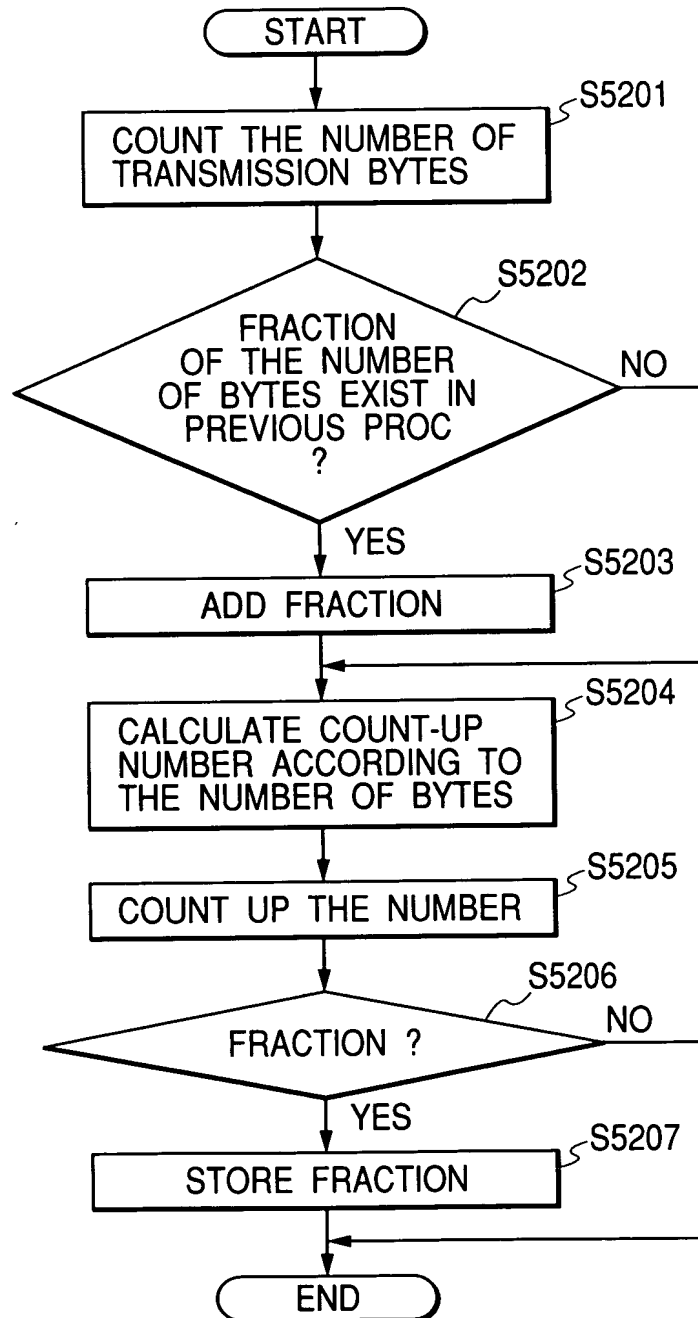 START
S5201
COUNT THE NUMBER OF
TRANSMISSION BYTES
S5202
FRACTION
OF THE NUMBER
OF BYTES EXIST IN
PREVIOUS PROC
?
NO
YES
S5203
ADD FRACTION
S5204
CALCULATE COUNT-UP
NUMBER ACCORDING TO
THE NUMBER OF BYTES
S5205
COUNT UP THE NUMBER
S5206
FRACTION ?
NO
YES
S5207
STORE FRACTION
END